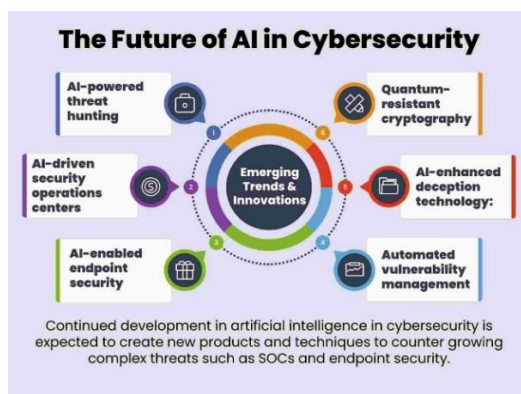 The Future of AI in Cybersecurity
AI-powered
threat
hunting
1
AI-driven
security
operations
centers
2
AI-enabled
endpoint
security
3
Emerging
Trends &
Innovations
Quantum-
resistant
cryptography
6
AI-enhanced
deception
technology:
5
Automated
vulnerability
management
4
Continued development in artificial intelligence in cybersecurity is
expected to create new products and techniques to counter growing
complex threats such as SOCs and endpoint security.